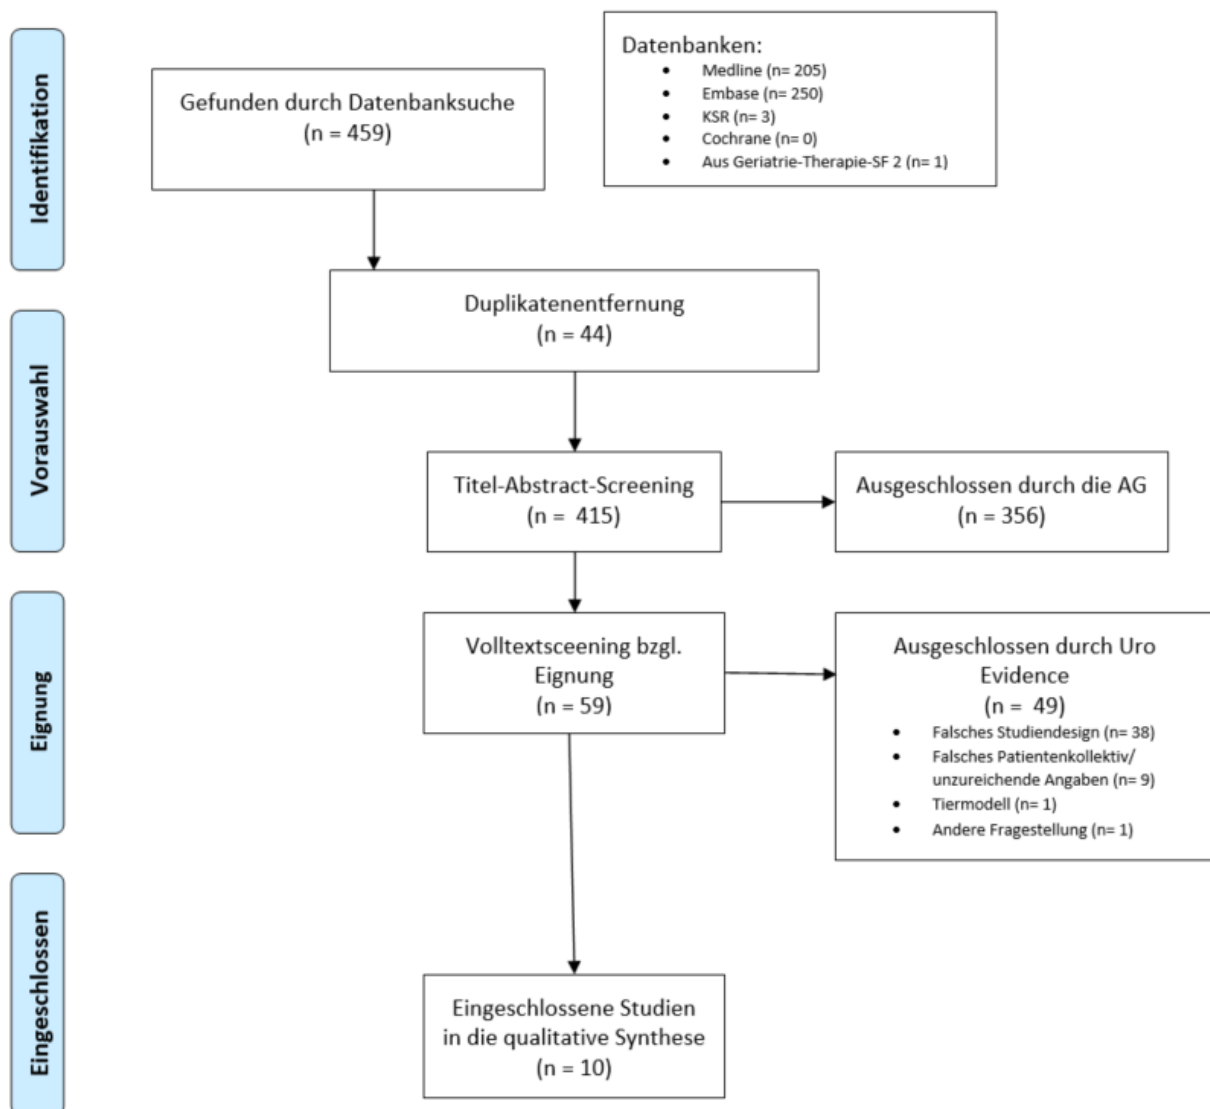 Identifikation
Gefunden durch Datenbanksuche
(n = 459)
Datenbanken:
• Medline (n= 205)
• Embase (n= 250)
• KSR (n= 3)
• Cochrane (n= 0)
• Aus Geriatrie-Therapie-SF 2 (n= 1)
Vorauswahl
Duplikatenentfernung
(n = 44)
Titel-Abstract-Screening
(n = 415)
Ausgeschlossen durch die AG
(n = 356)
Eignung
Volltextsceening bzgl.
Eignung
(n = 59)
Ausgeschlossen durch Uro
Evidence
(n = 49)
• Falsches Studiendesign (n= 38)
• Falsches Patientenkollektiv/
unzureichende Angaben (n= 9)
• Tiermodell (n= 1)
• Andere Fragestellung (n= 1)
Eingeschlossen
Eingeschlossene Studien
in die qualitative Synthese
(n = 10)